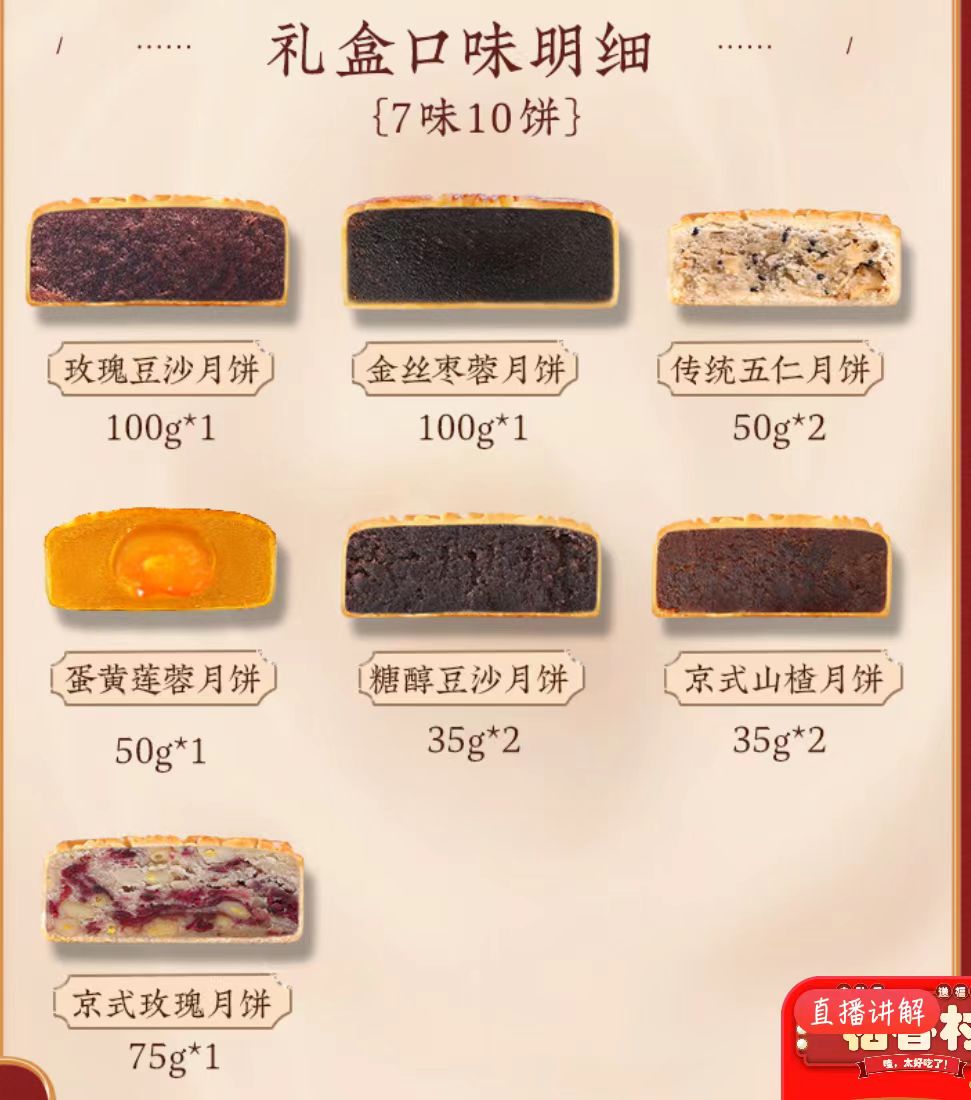 礼盒口味明细
{7味10饼}
玫瑰豆沙月饼
100g*1
金丝枣蓉月饼
100g*1
传统五仁月饼
50g*2
蛋黄莲蓉月饼
50g*1
糖醇豆沙月饼
35g*2
京式山楂月饼
35g*2
京式玫瑰月饼
75g*1
直播讲解